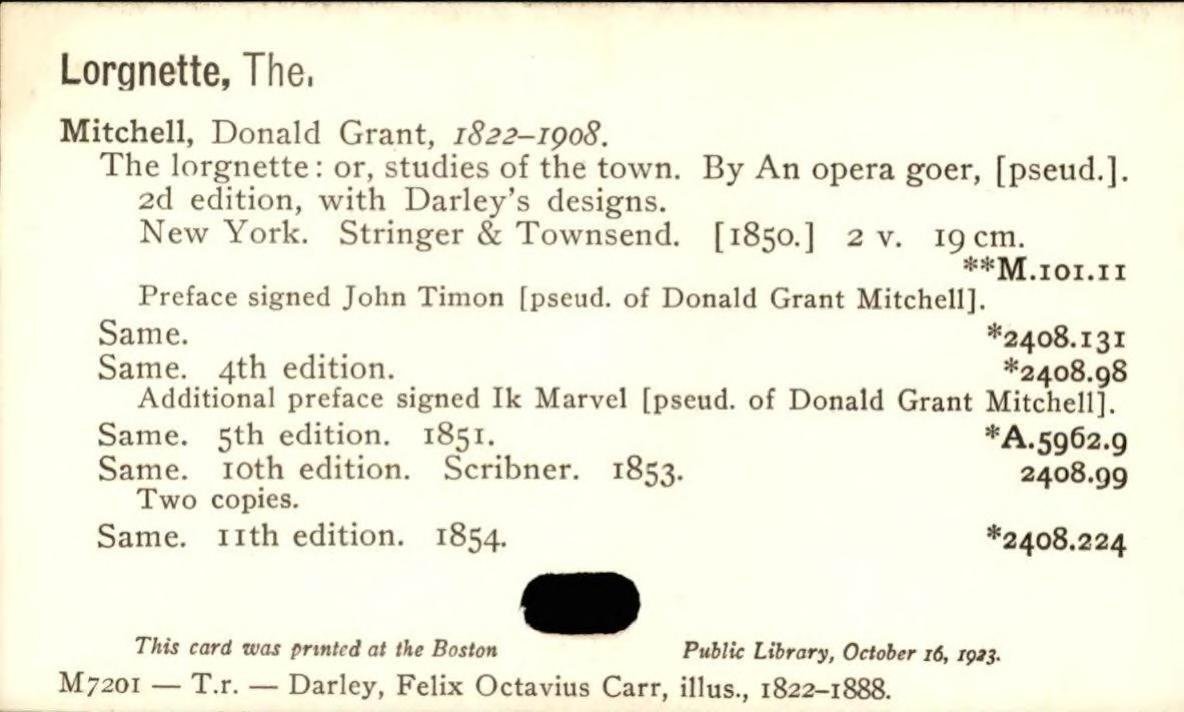 Lorgnette, The.
Mitchell, Donald Grant, 1822–1908.
The lorgnette: or, studies of the town. By An opera goer, [pseud.].
2d edition, with Darley's designs.
New York. Stringer & Townsend. [1850.] 2 v. 19 cm.
**M.101.11
Preface signed John Timon [pseud. of Donald Grant Mitchell].
Same. *2408.131
Same. 4th edition. *2408.98
Additional preface signed Ik Marvel [pseud. of Donald Grant Mitchell].
Same. 5th edition. 1851. *A.5962.9
Same. 10th edition. Scribner. 1853. 2408.99
Two copies.
Same. 11th edition. 1854. *2408.224
This card was printed at the Boston Public Library, October 16, 1923.
M7201 — T.r. — Darley, Felix Octavius Carr, illus., 1822–1888.